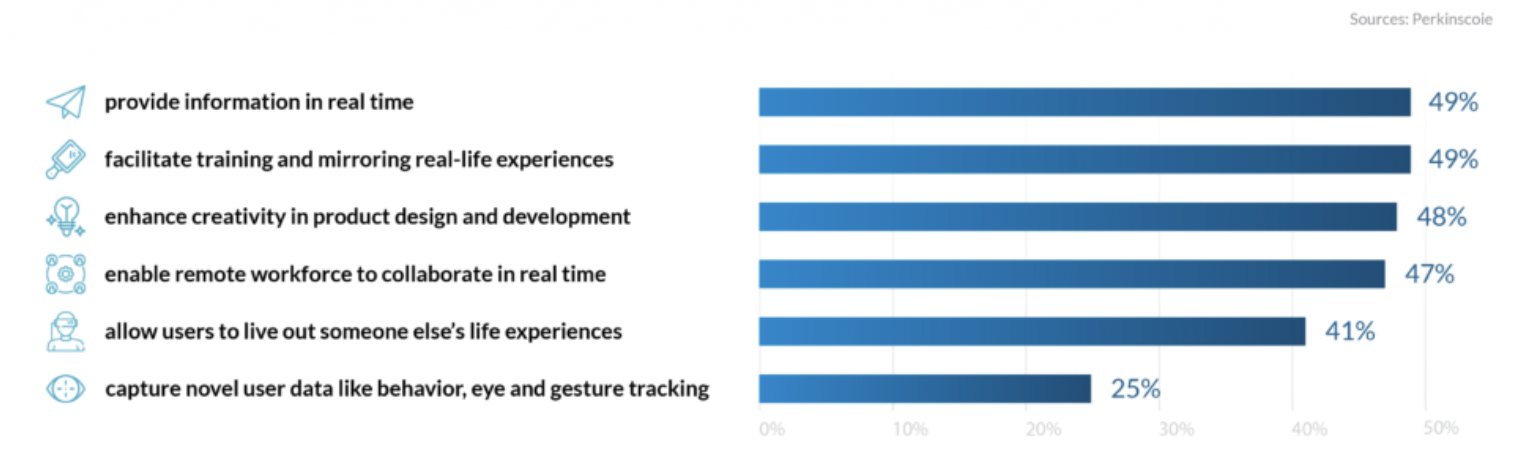 Sources: Perkinscoie
provide information in real time 49%
facilitate training and mirroring real-life experiences 49%
enhance creativity in product design and development 48%
enable remote workforce to collaborate in real time 47%
allow users to live out someone else's life experiences 41%
capture novel user data like behavior, eye and gesture tracking 25%
0% 10% 20% 30% 40% 50%